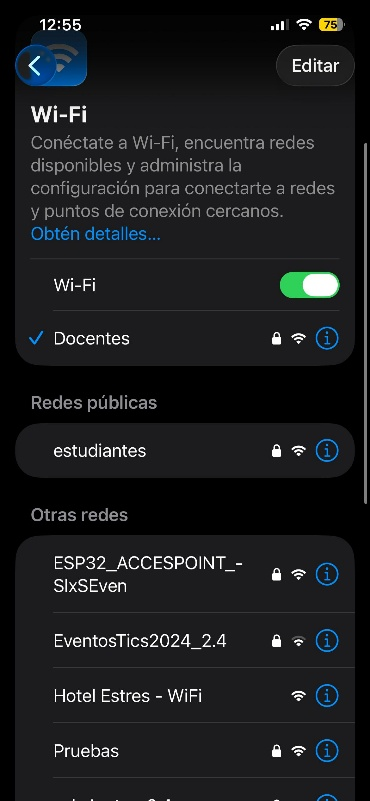 12:55
75
Editar
Wi-Fi
Conéctate a Wi-Fi, encuentra redes
disponibles y administra la
configuración para conectarte a redes
y puntos de conexión cercanos.
Obtén detalles...
Wi-Fi
Docentes
Redes públicas
estudiantes
Otras redes
ESP32_ACCESPOINT_-
SIxSEven
EventosTics2024_2.4
Hotel Estres - WiFi
Pruebas